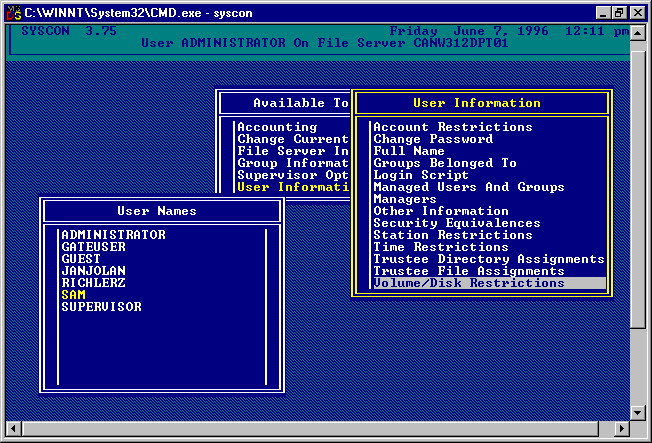 C:\WINNT\System32\CMD.exe - syscon
SYSCON 3.75 Friday June 7, 1996 12:11 pm
User ADMINISTRATOR On File Server CANW312DPT01
Available To
Accounting
Change Current
File Server In
Group Informat
Supervisor Opt
User Informati
User Information
Account Restrictions
Change Password
Full Name
Groups Belonged To
Login Script
Managed Users And Groups
Managers
Other Information
Security Equivalences
Station Restrictions
Time Restrictions
Trustee Directory Assignments
Trustee File Assignments
Volume/Disk Restrictions
User Names
ADMINISTRATOR
GATEUSER
GUEST
JANJOLAN
RICHLERZ
SAM
SUPERVISOR